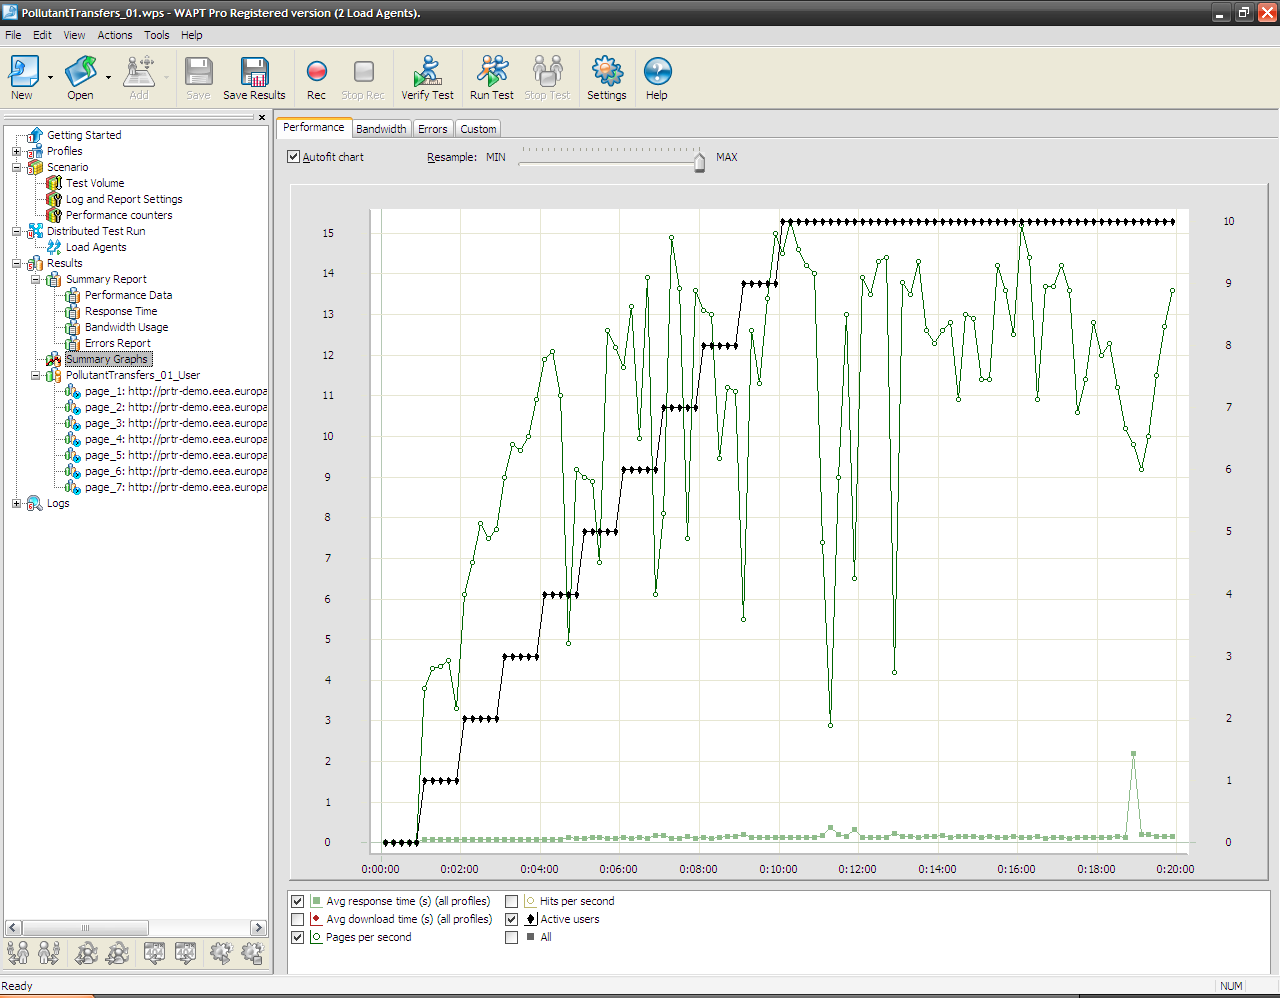 PollutantTransfers_01.wps - WAPT Pro Registered version (2 Load Agents).
File Edit View Actions Tools Help
New Open Add Save Save Results Rec Stop Rec Verify Test Run Test Stop Test Settings Help
Getting Started
Profiles
Scenario
Test Volume
Log and Report Settings
Performance counters
Distributed Test Run
Load Agents
Results
Summary Report
Performance Data
Response Time
Bandwidth Usage
Errors Report
Summary Graphs
PollutantTransfers_01_User
page_1: http://prtr-demo.eea.europa
page_2: http://prtr-demo.eea.europa
page_3: http://prtr-demo.eea.europa
page_4: http://prtr-demo.eea.europa
page_5: http://prtr-demo.eea.europa
page_6: http://prtr-demo.eea.europa
page_7: http://prtr-demo.eea.europa
Logs
Performance Bandwidth Errors Custom
Autofit chart Resample: MIN MAX
15
14
13
12
11
10
9
8
7
6
5
4
3
2
1
0
10
9
8
7
6
5
4
3
2
1
0
0:00:00 0:02:00 0:04:00 0:06:00 0:08:00 0:10:00 0:12:00 0:14:00 0:16:00 0:18:00 0:20:00
Avg response time (s) (all profiles) Hits per second
Avg download time (s) (all profiles) Active users
Pages per second All
Ready NUM